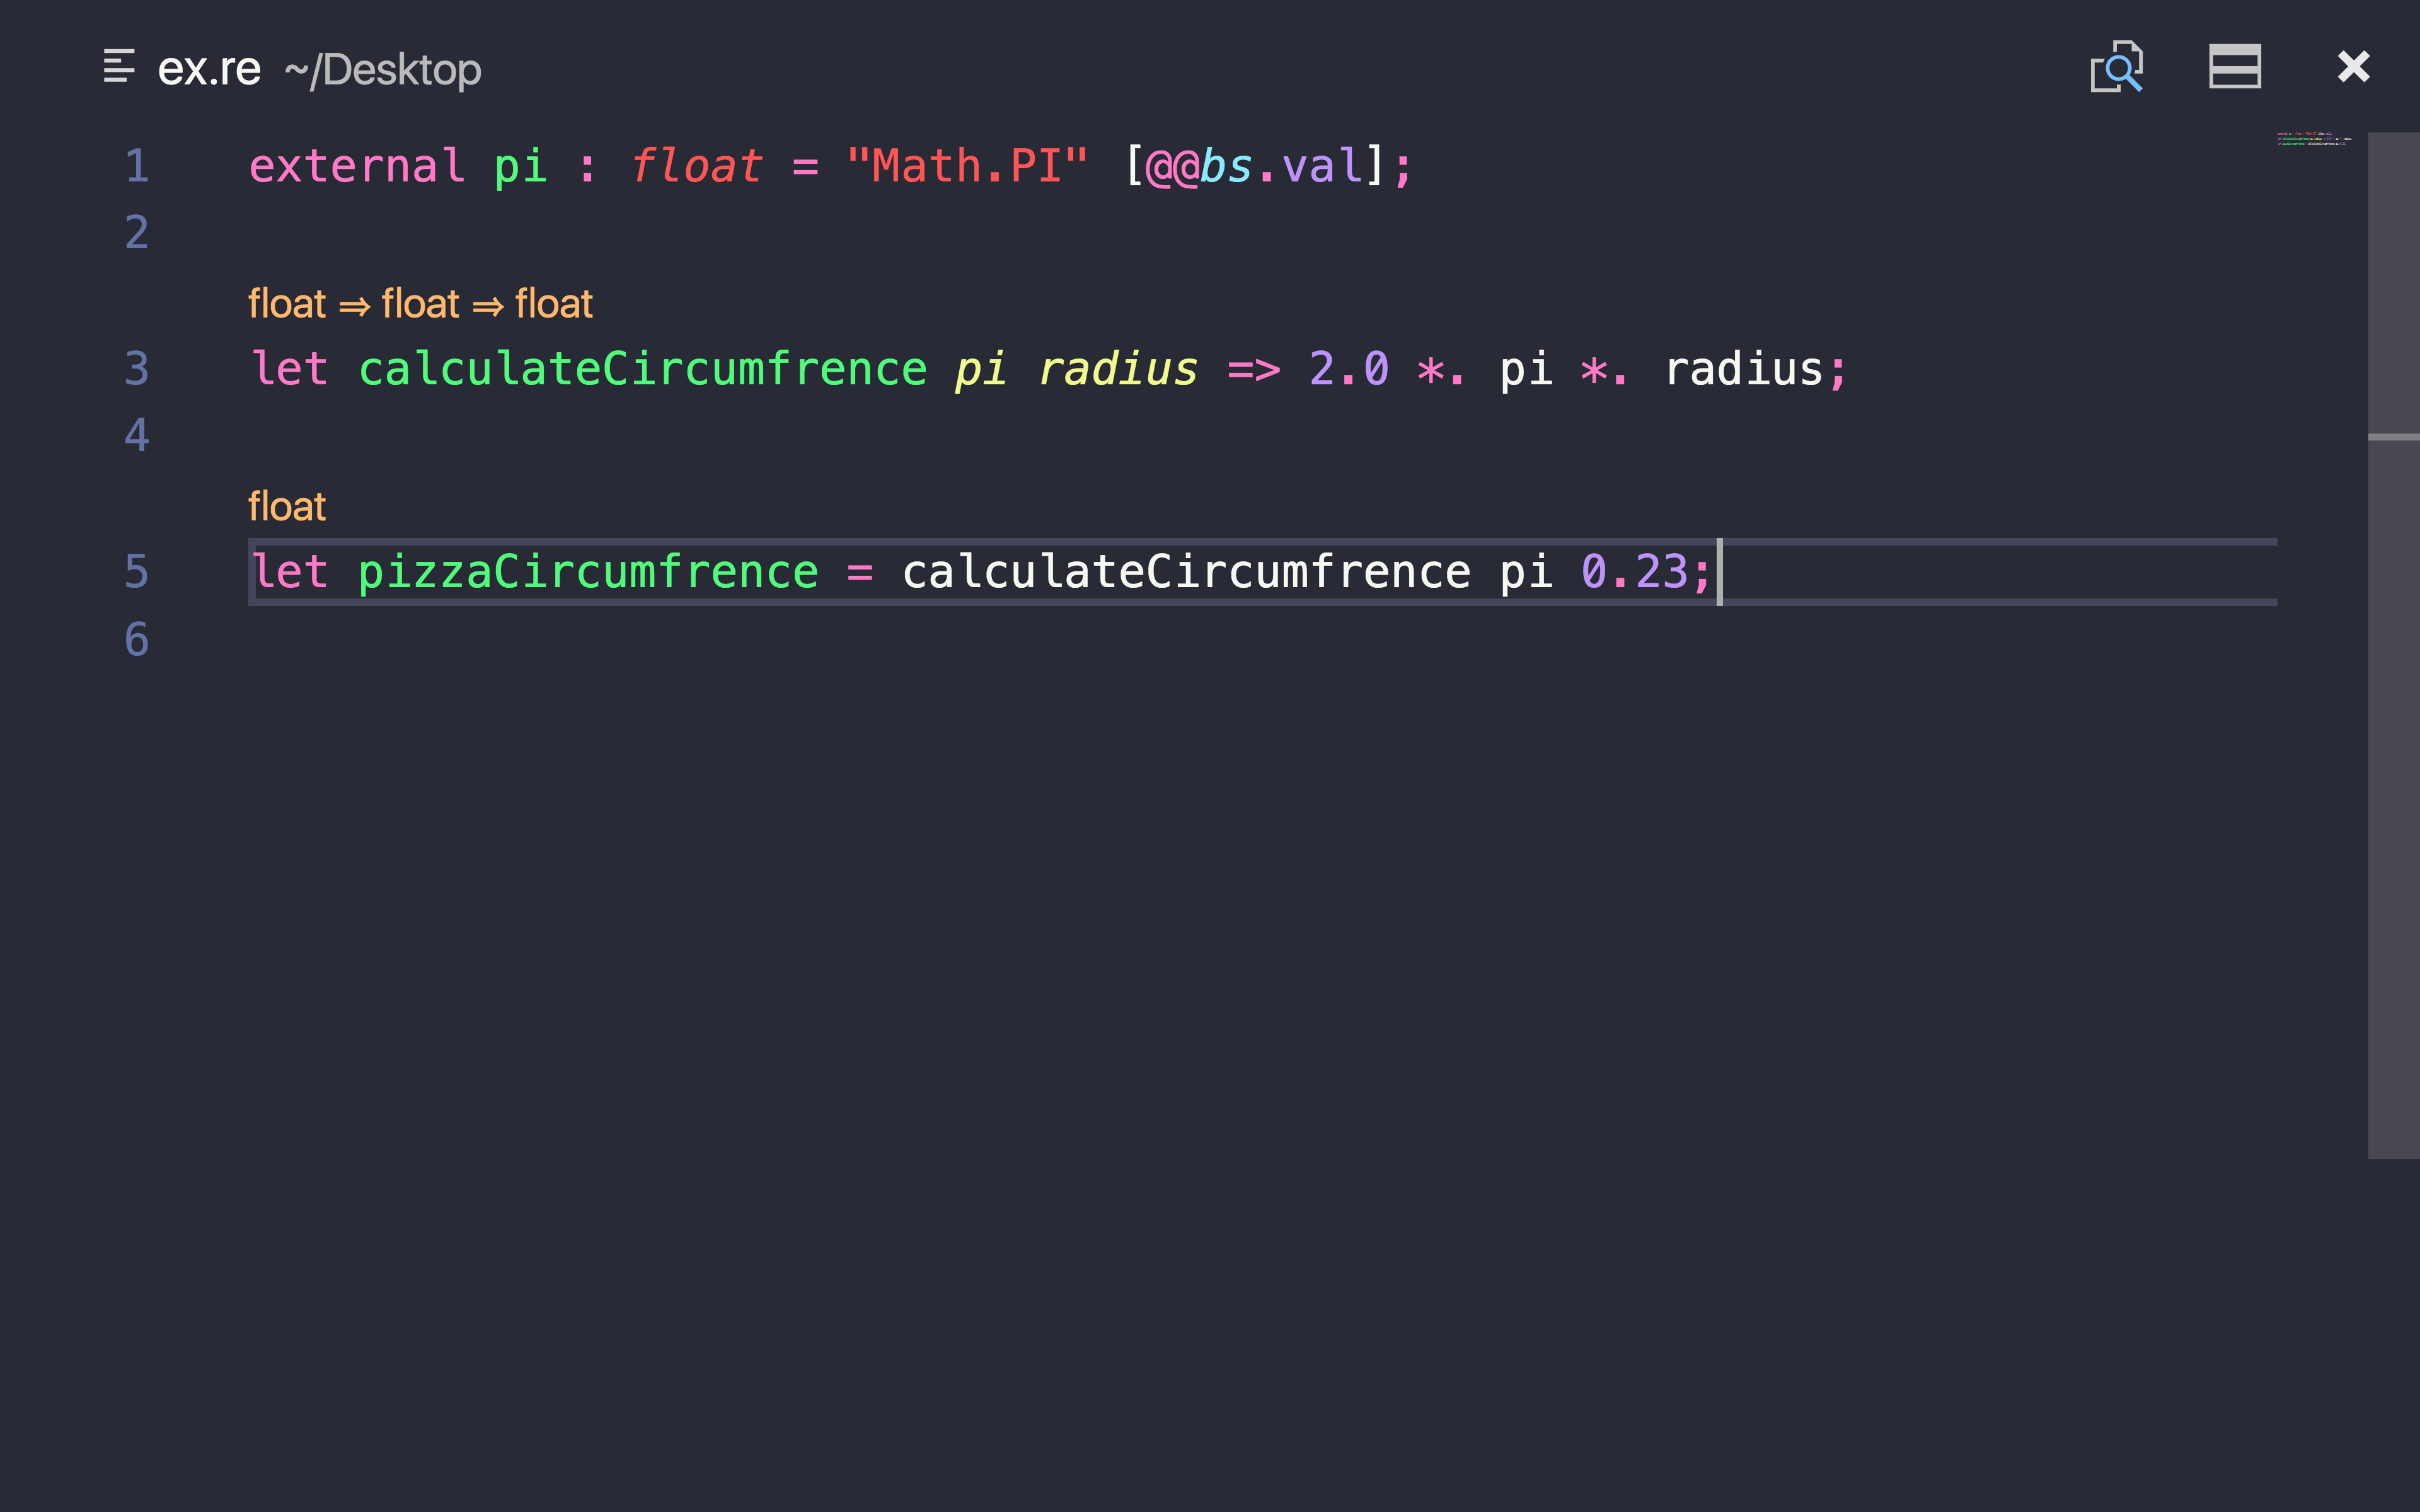 ex.re ~/Desktop
1 external pi : float = "Math.PI" [@@bs.val];
2
float ⇒ float ⇒ float
3 let calculateCircumfrence pi radius => 2.0 *. pi *. radius;
4
float
5 let pizzaCircumfrence = calculateCircumfrence pi 0.23;
6